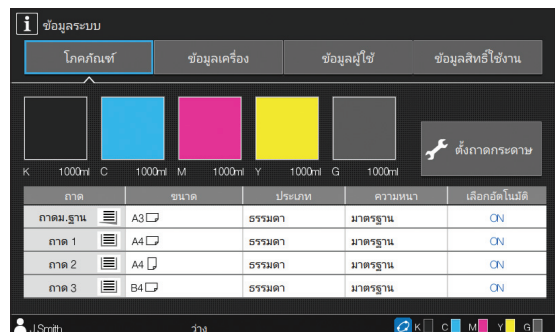 i ข้อมูลระบบ
โภคภัณฑ์ ข้อมูลเครื่อง ข้อมูลผู้ใช้ ข้อมูลสิทธิ์ใช้งาน
K 1000ml C 1000ml M 1000ml Y 1000ml G 1000ml
ตั้งถาดกระดาษ
ถาด ขนาด ประเภท ความหนา เลือกอัตโนมัติ
ถาดม.ฐาน A3 ธรรมดา มาตรฐาน ON
ถาด 1 A4 ธรรมดา มาตรฐาน ON
ถาด 2 A4 ธรรมดา มาตรฐาน ON
ถาด 3 B4 ธรรมดา มาตรฐาน ON
J.Smith ว่าง K C M Y G